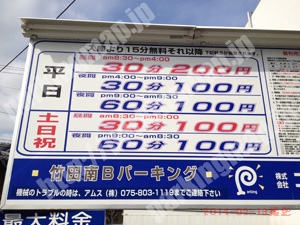 入庫より15分無料それ以降
平日
昼間 am8:30~pm4:00
30分200円
夜間 pm4:00~pm9:00
30分100円
夜間 pm9:00~am8:30
60分100円
土日祝
昼間 am8:30~pm9:00
30分100円
夜間 pm9:00~am8:30
60分100円
竹田南Bパーキング
機械のトラブルの時は、アムス(株) 075-803-1119までご連絡下さい
Parking
株式会社
最大料金